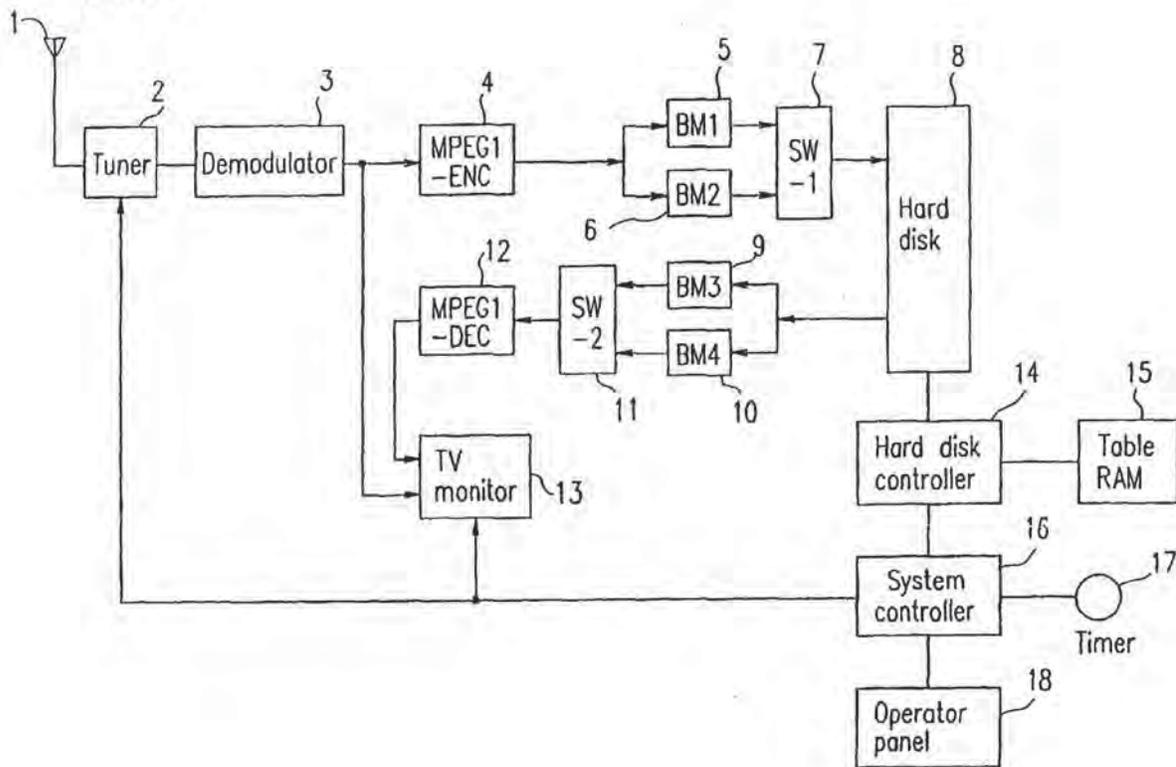 1
2
3
4
5
7
8
Tuner
Demodulator
MPEG1
-ENC
BM1
BM2
SW
-1
Hard
disk
6
12
9
MPEG1
-DEC
SW
-2
BM3
BM4
11
10
14
15
TV
monitor
13
Hard disk
controller
Table
RAM
16
17
System
controller
Timer
18
Operator
panel